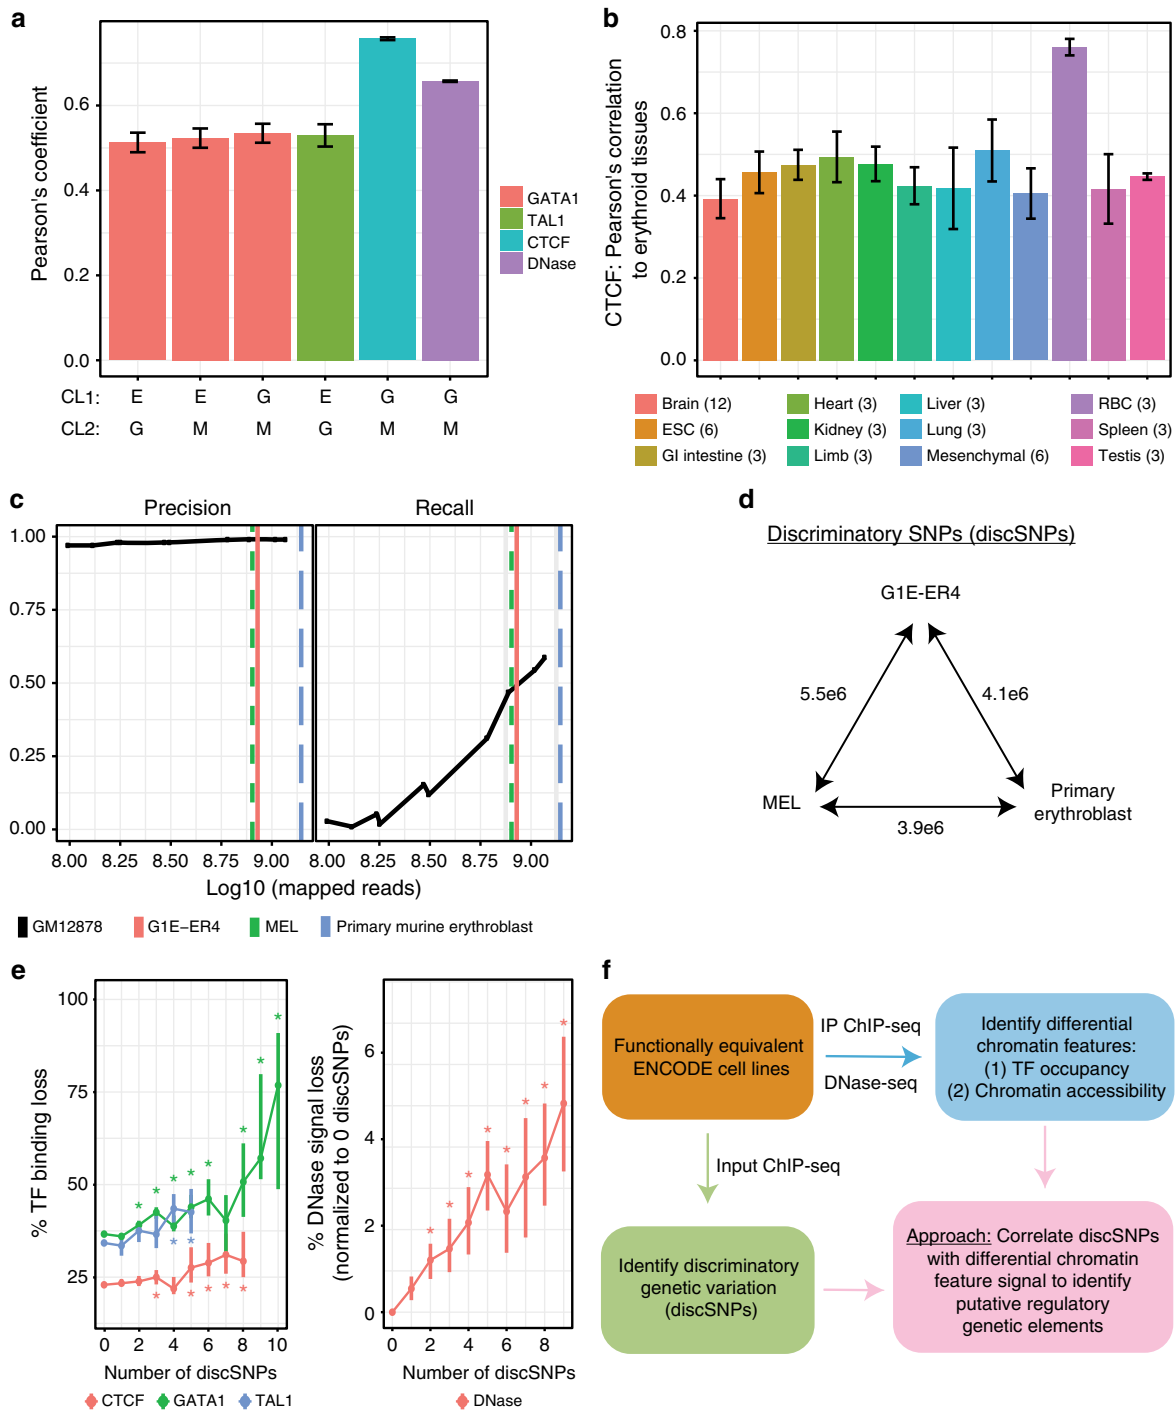 a
Pearson's coefficient
0.6
0.4
0.2
0.0
CL1: E E G E G G
CL2: G M M G M M
GATA1
TAL1
CTCF
DNase
b
CTCF: Pearson's correlation
to erythroid tissues
0.8
0.6
0.4
0.2
0.0
Brain (12)
ESC (6)
GI intestine (3)
Heart (3)
Kidney (3)
Limb (3)
Liver (3)
Lung (3)
Mesenchymal (6)
RBC (3)
Spleen (3)
Testis (3)
c
Precision
Recall
1.00
0.75
0.50
0.25
0.00
8.00 8.25 8.50 8.75 9.00
8.00 8.25 8.50 8.75 9.00
Log10 (mapped reads)
GM12878
G1E−ER4
MEL
Primary murine erythroblast
d
Discriminatory SNPs (discSNPs)
G1E-ER4
5.5e6
4.1e6
MEL
Primary
erythroblast
3.9e6
e
% TF binding loss
100
75
50
25
* * * * * * * *
* *
* * * * *
0 2 4 6 8 10
Number of discSNPs
CTCF GATA1 TAL1
% DNase signal loss
(normalized to 0 discSNPs)
6
4
2
0
* * * * * * * *
0 2 4 6 8
Number of discSNPs
DNase
f
Functionally equivalent
ENCODE cell lines
IP ChIP-seq
DNase-seq
Identify differential
chromatin features:
(1) TF occupancy
(2) Chromatin accessibility
Input ChIP-seq
Identify discriminatory
genetic variation
(discSNPs)
Approach: Correlate discSNPs
with differential chromatin
feature signal to identify
putative regulatory
genetic elements